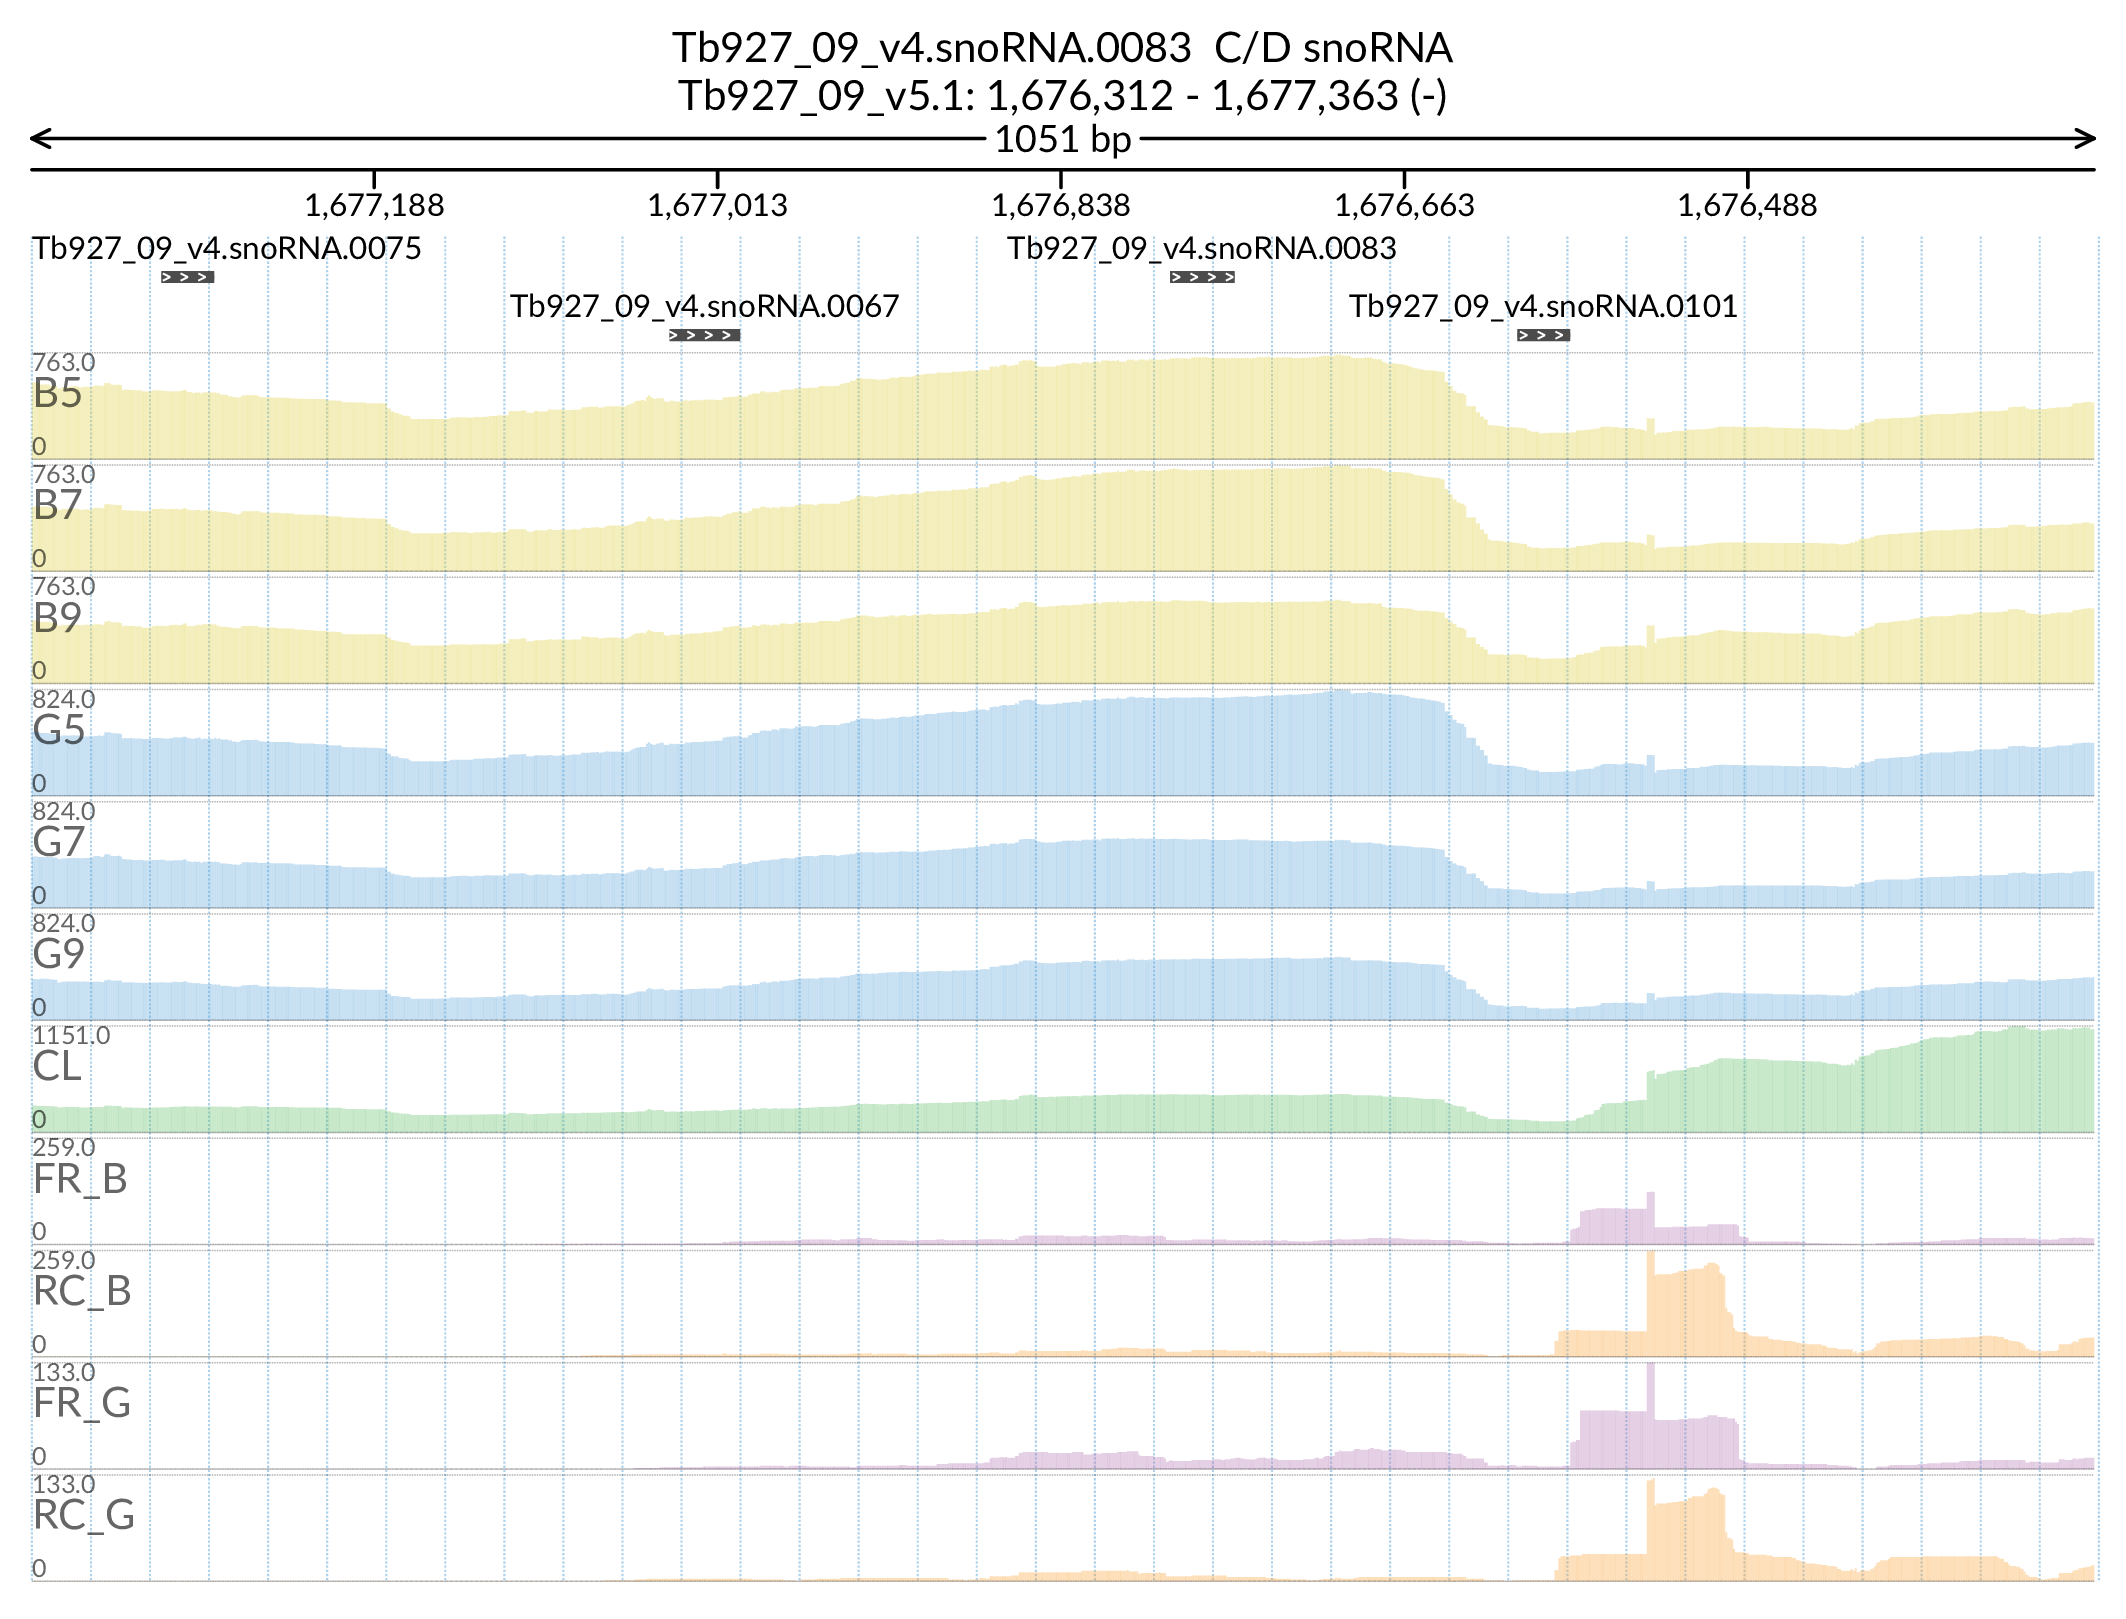 Tb927_09_v4.snoRNA.0083  C/D snoRNA
Tb927_09_v5.1: 1,676,312 - 1,677,363 (-)
1051 bp
1,677,188 1,677,013 1,676,838 1,676,663 1,676,488
Tb927_09_v4.snoRNA.0075 Tb927_09_v4.snoRNA.0083
Tb927_09_v4.snoRNA.0067 Tb927_09_v4.snoRNA.0101
763.0
B5
0
763.0
B7
0
763.0
B9
0
824.0
G5
0
824.0
G7
0
824.0
G9
0
1151.0
CL
0
259.0
FR_B
0
259.0
RC_B
0
133.0
FR_G
0
133.0
RC_G
0